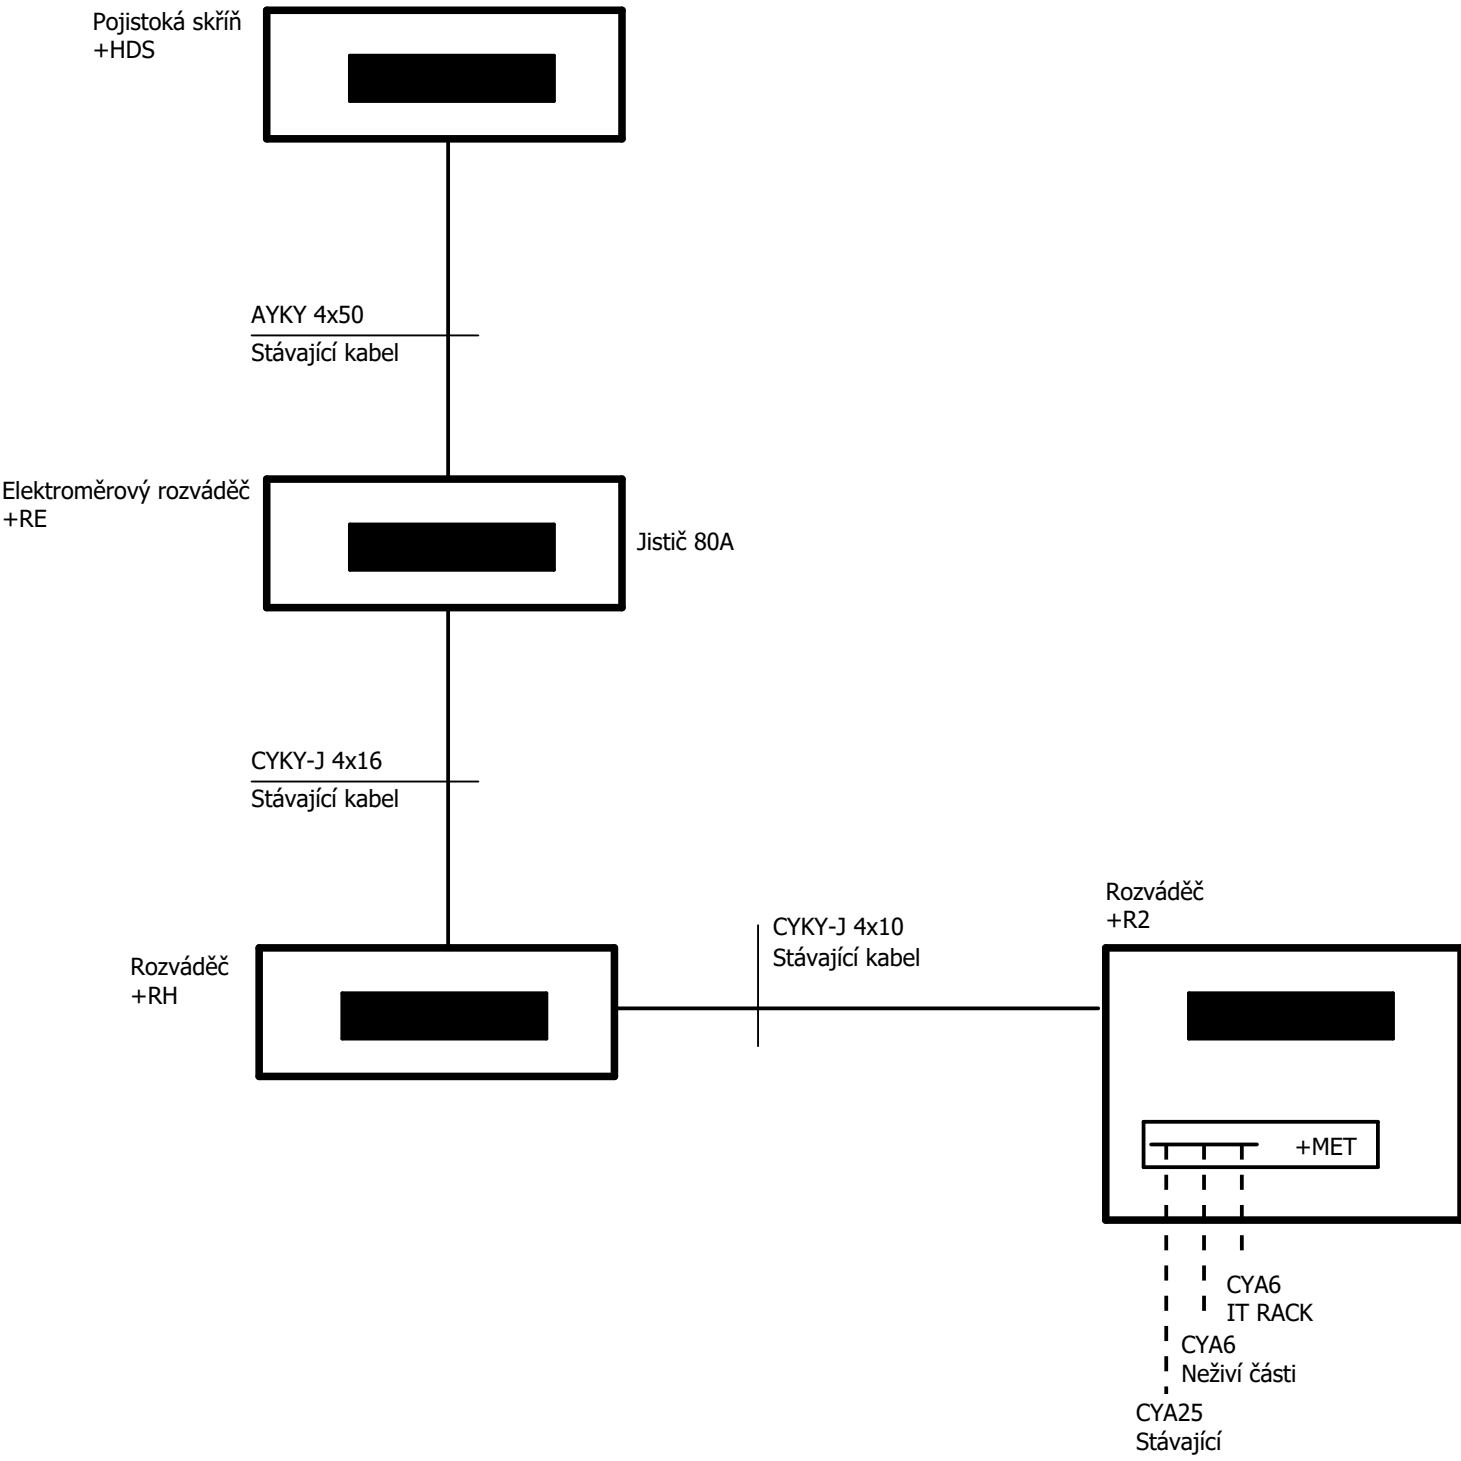 Pojistoká skříň
+HDS
AYKY 4x50
Stávající kabel
Elektroměrový rozváděč
+RE
Jistič 80A
CYKY-J 4x16
Stávající kabel
Rozváděč
+RH
CYKY-J 4x10
Stávající kabel
Rozváděč
+R2
+MET
CYA6
IT RACK
CYA6
Neživí části
CYA25
Stávající